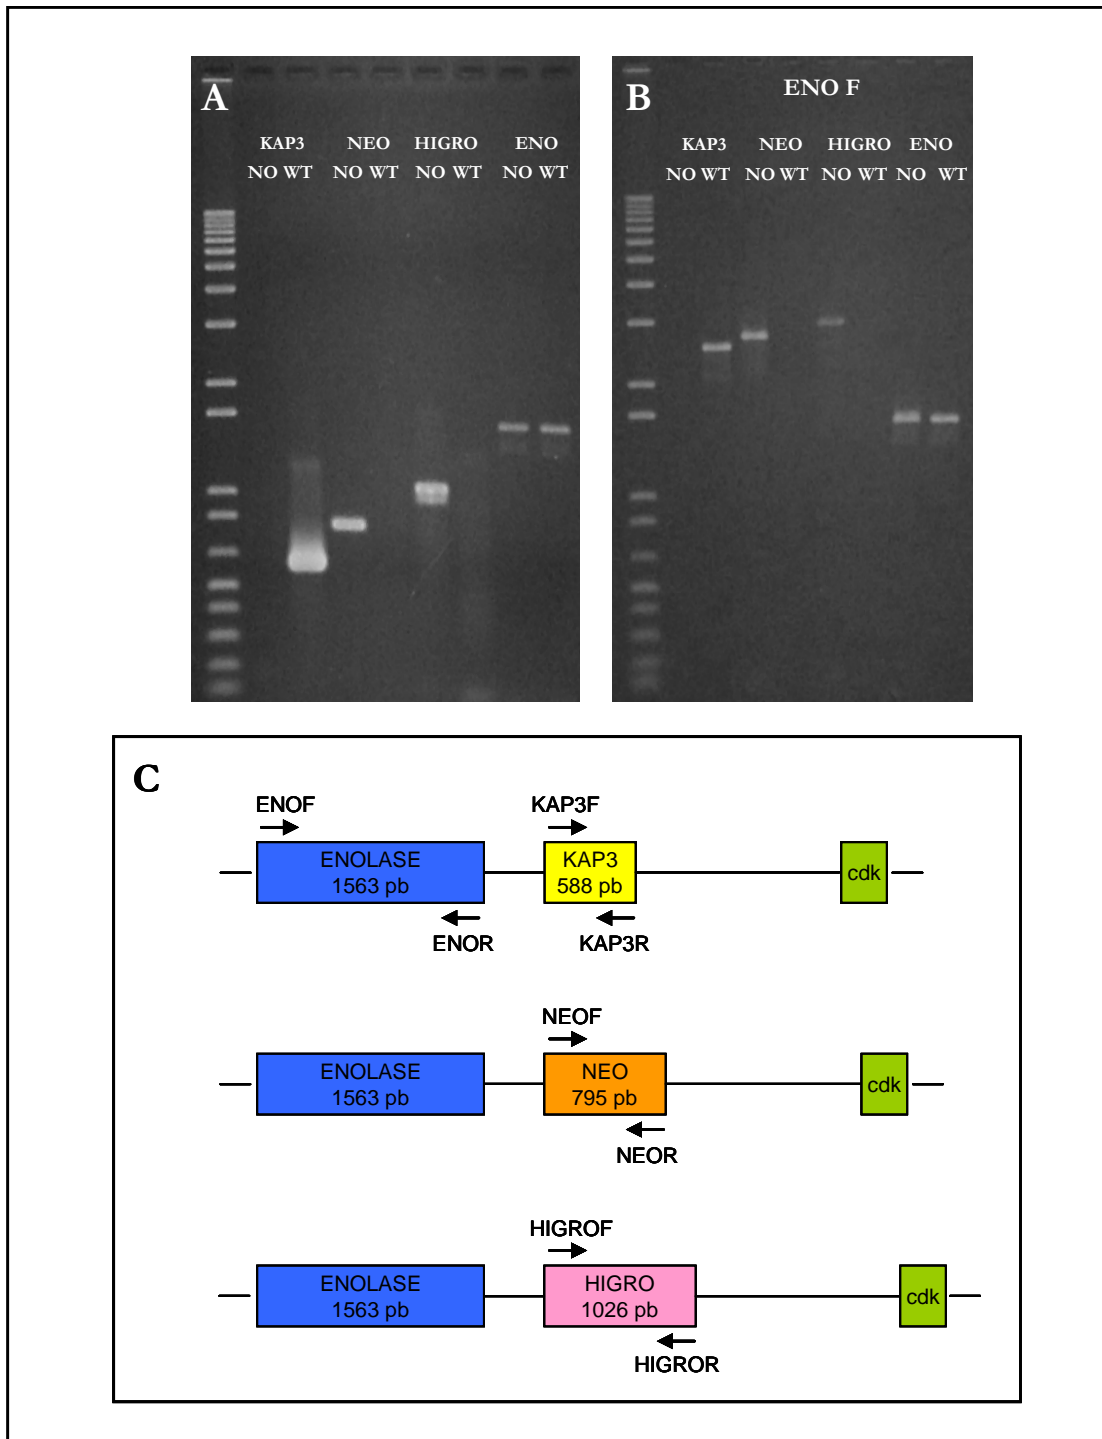 A
KAP3 NEO HIGRO ENO
NO WT NO WT NO WT NO WT
B
ENO F
KAP3 NEO HIGRO ENO
NO WT NO WT NO WT NO WT
C
ENOF KAP3F
ENOLASE KAP3 cdk
1563 pb 588 pb
ENOR KAP3R
NEOF
ENOLASE NEO cdk
1563 pb 795 pb
NEOR
HIGROF
ENOLASE HIGRO cdk
1563 pb 1026 pb
HIGROR